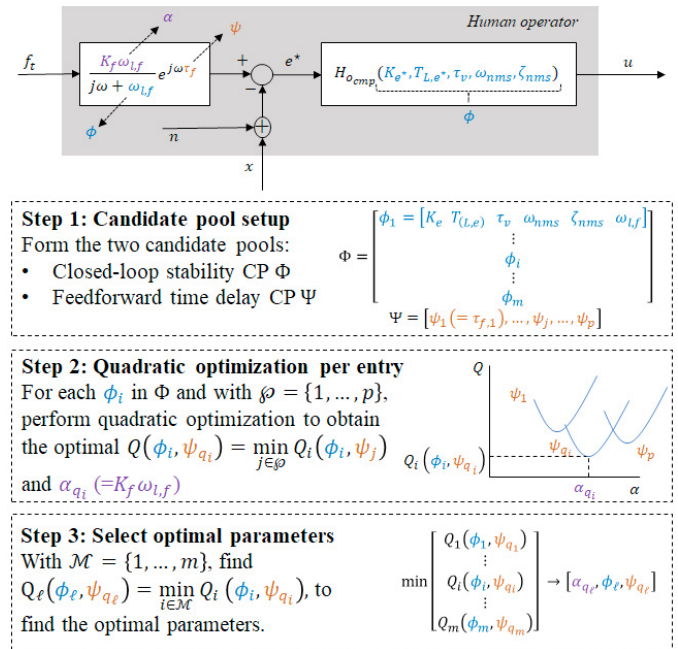 Human operator
α
ψ
f_t
K_f ω_{l,f}
jω + ω_{l,f}
e^{jωτ_f}
+
−
e*
H_{o_{cmp}}(K_{e*}, T_{L,e*}, τ_v, ω_{nms}, ζ_{nms})
u
ϕ
ϕ
n
+
x
Step 1: Candidate pool setup
Form the two candidate pools:
• Closed-loop stability CP Φ
• Feedforward time delay CP Ψ
Φ =
ϕ_1 = [K_e T_{(L,e)} τ_v ω_{nms} ζ_{nms} ω_{l,f}]
⋮
ϕ_i
⋮
ϕ_m
Ψ = [ψ_1(= τ_{f,1}), … , ψ_j, … , ψ_p]
Step 2: Quadratic optimization per entry
For each ϕ_i in Φ and with ℘ = {1, … , p},
perform quadratic optimization to obtain
the optimal Q(ϕ_i, ψ_{q_i}) = min_{j∈℘} Q_i(ϕ_i, ψ_j)
and α_{q_i} (=K_f ω_{l,f})
Q
ψ_1
ψ_{q_i}
ψ_p
Q_i(ϕ_i, ψ_{q_i})
α_{q_i}
α
Step 3: Select optimal parameters
With ℳ = {1, … , m}, find
Q_ℓ(ϕ_ℓ, ψ_{q_ℓ}) = min_{i∈ℳ} Q_i (ϕ_i, ψ_{q_i}), to
find the optimal parameters.
min
Q_1(ϕ_1, ψ_{q_1})
⋮
Q_i(ϕ_i, ψ_{q_i})
⋮
Q_m(ϕ_m, ψ_{q_m})
→ [α_{q_ℓ}, ϕ_ℓ, ψ_{q_ℓ}]